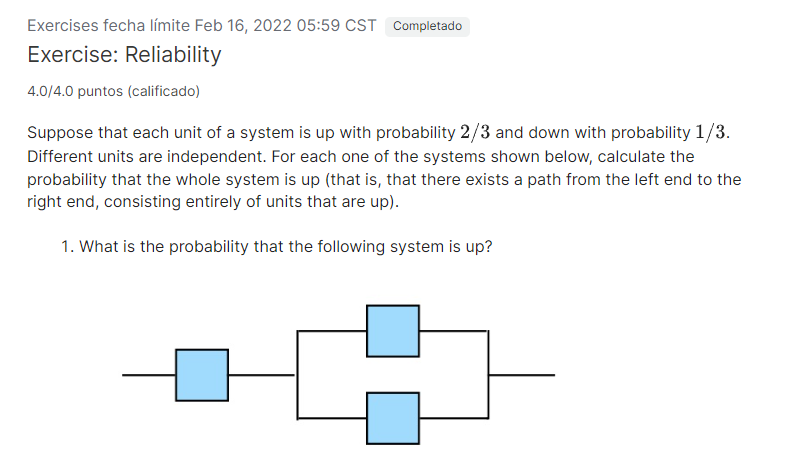 Exercises fecha límite Feb 16, 2022 05:59 CST Completado
Exercise: Reliability
4.0/4.0 puntos (calificado)
Suppose that each unit of a system is up with probability 2/3 and down with probability 1/3.
Different units are independent. For each one of the systems shown below, calculate the
probability that the whole system is up (that is, that there exists a path from the left end to the
right end, consisting entirely of units that are up).
1. What is the probability that the following system is up?